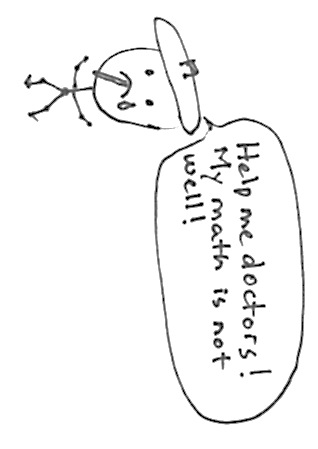 Help me doctors!
My math is not
well!
n